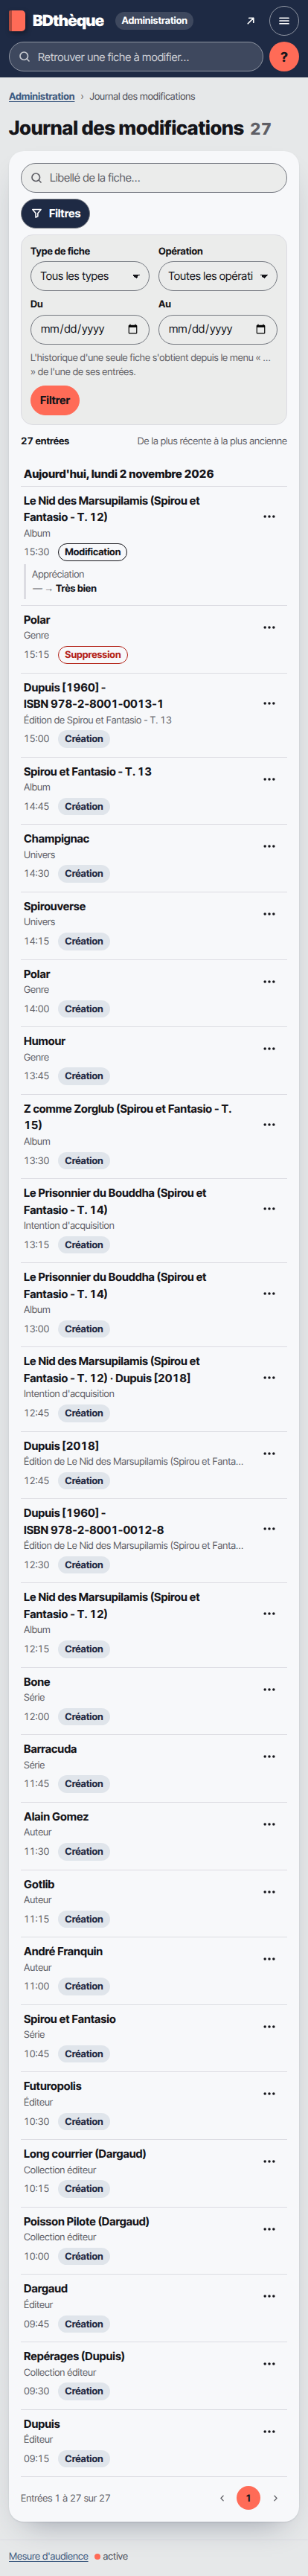 BDthèque Administration
Retrouver une fiche à modifier... ?
Administration › Journal des modifications
Journal des modifications 27
Libellé de la fiche...
Filtres
Type de fiche Opération
Tous les types Toutes les opérati
Du Au
mm/dd/yyyy mm/dd/yyyy
L'historique d'une seule fiche s'obtient depuis le menu « ...
» de l'une de ses entrées.
Filtrer
27 entrées De la plus récente à la plus ancienne
Aujourd'hui, lundi 2 novembre 2026
Le Nid des Marsupilamis (Spirou et
Fantasio - T. 12)
Album
15:30 Modification
Appréciation
— → Très bien
Polar
Genre
15:15 Suppression
Dupuis [1960] -
ISBN 978-2-8001-0013-1
Édition de Spirou et Fantasio - T. 13
15:00 Création
Spirou et Fantasio - T. 13
Album
14:45 Création
Champignac
Univers
14:30 Création
Spirouverse
Univers
14:15 Création
Polar
Genre
14:00 Création
Humour
Genre
13:45 Création
Z comme Zorglub (Spirou et Fantasio - T.
15)
Album
13:30 Création
Le Prisonnier du Bouddha (Spirou et
Fantasio - T. 14)
Intention d'acquisition
13:15 Création
Le Prisonnier du Bouddha (Spirou et
Fantasio - T. 14)
Album
13:00 Création
Le Nid des Marsupilamis (Spirou et
Fantasio - T. 12) · Dupuis [2018]
Intention d'acquisition
12:45 Création
Dupuis [2018]
Édition de Le Nid des Marsupilamis (Spirou et Fanta...
12:45 Création
Dupuis [1960] -
ISBN 978-2-8001-0012-8
Édition de Le Nid des Marsupilamis (Spirou et Fanta...
12:30 Création
Le Nid des Marsupilamis (Spirou et
Fantasio - T. 12)
Album
12:15 Création
Bone
Série
12:00 Création
Barracuda
Série
11:45 Création
Alain Gomez
Auteur
11:30 Création
Gotlib
Auteur
11:15 Création
André Franquin
Auteur
11:00 Création
Spirou et Fantasio
Série
10:45 Création
Futuropolis
Éditeur
10:30 Création
Long courrier (Dargaud)
Collection éditeur
10:15 Création
Poisson Pilote (Dargaud)
Collection éditeur
10:00 Création
Dargaud
Éditeur
09:45 Création
Repérages (Dupuis)
Collection éditeur
09:30 Création
Dupuis
Éditeur
09:15 Création
Entrées 1 à 27 sur 27 ‹ 1 ›
Mesure d'audience active